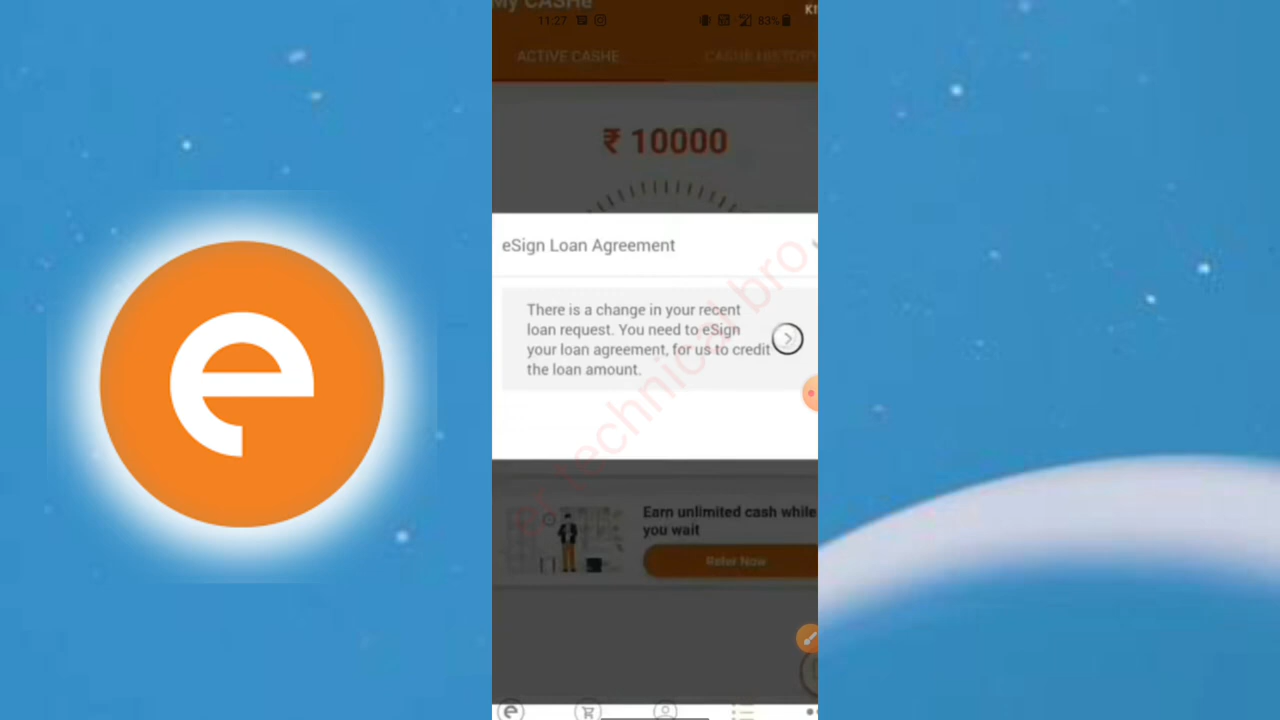 My CASHe
11:27
83%
ACTIVE CASHE
CASHE HISTORY
₹ 10000
eSign Loan Agreement
There is a change in your recent
loan request. You need to eSign
your loan agreement, for us to credit
the loan amount.
technical bro
Earn unlimited cash while
you wait
Refer Now
e